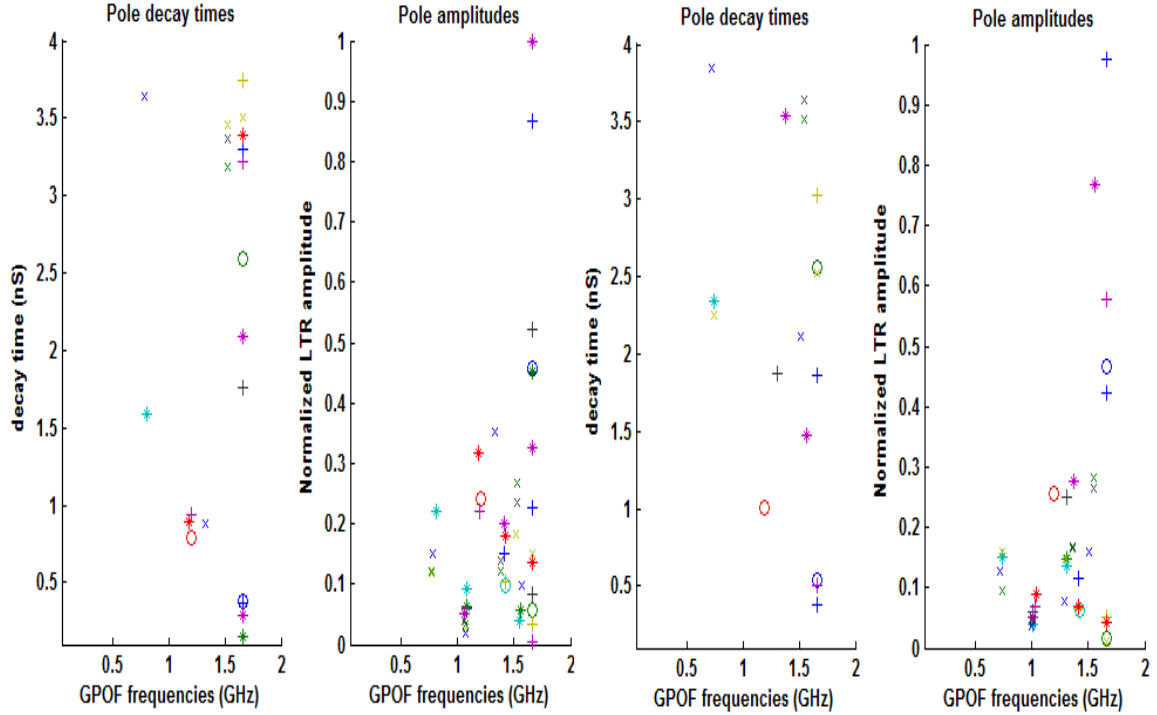 Pole decay times
4
3.5
3
2.5
2
1.5
1
0.5
decay time (nS)
0.5 1 1.5 2
GPOF frequencies (GHz)
Pole amplitudes
1
0.9
0.8
0.7
0.6
0.5
0.4
0.3
0.2
0.1
0
Normalized LTR amplitude
0.5 1 1.5 2
GPOF frequencies (GHz)
Pole decay times
4
3.5
3
2.5
2
1.5
1
0.5
decay time (nS)
0.5 1 1.5 2
GPOF frequencies (GHz)
Pole amplitudes
1
0.9
0.8
0.7
0.6
0.5
0.4
0.3
0.2
0.1
0
Normalized LTR amplitude
0.5 1 1.5 2
GPOF frequencies (GHz)